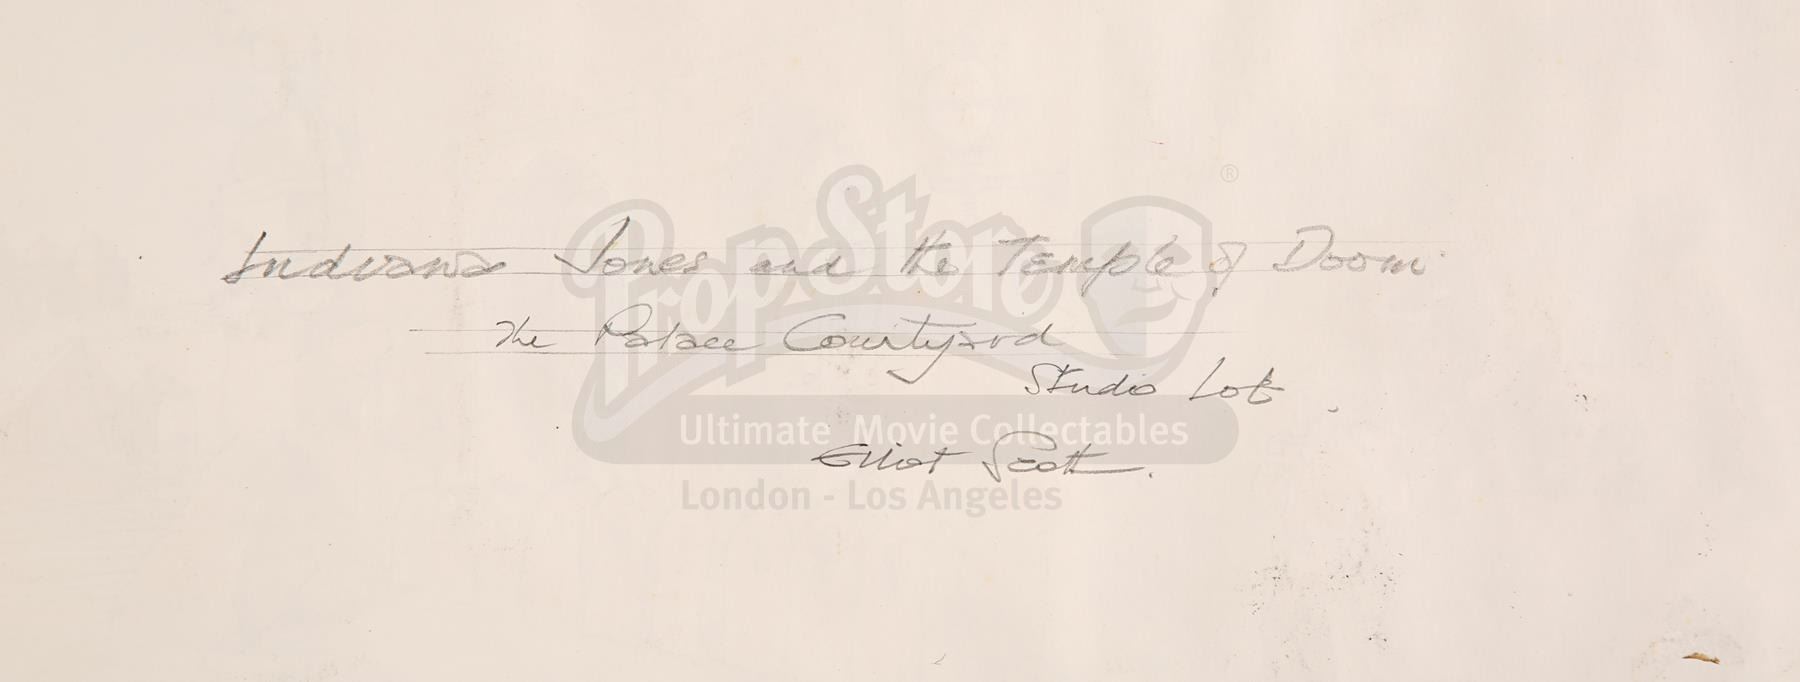 Indiana Jones and the Temple of Doom
The Palace Courtyard
Studio Lot.
Elliot Scott.
Prop Store®
Ultimate Movie Collectables
London - Los Angeles